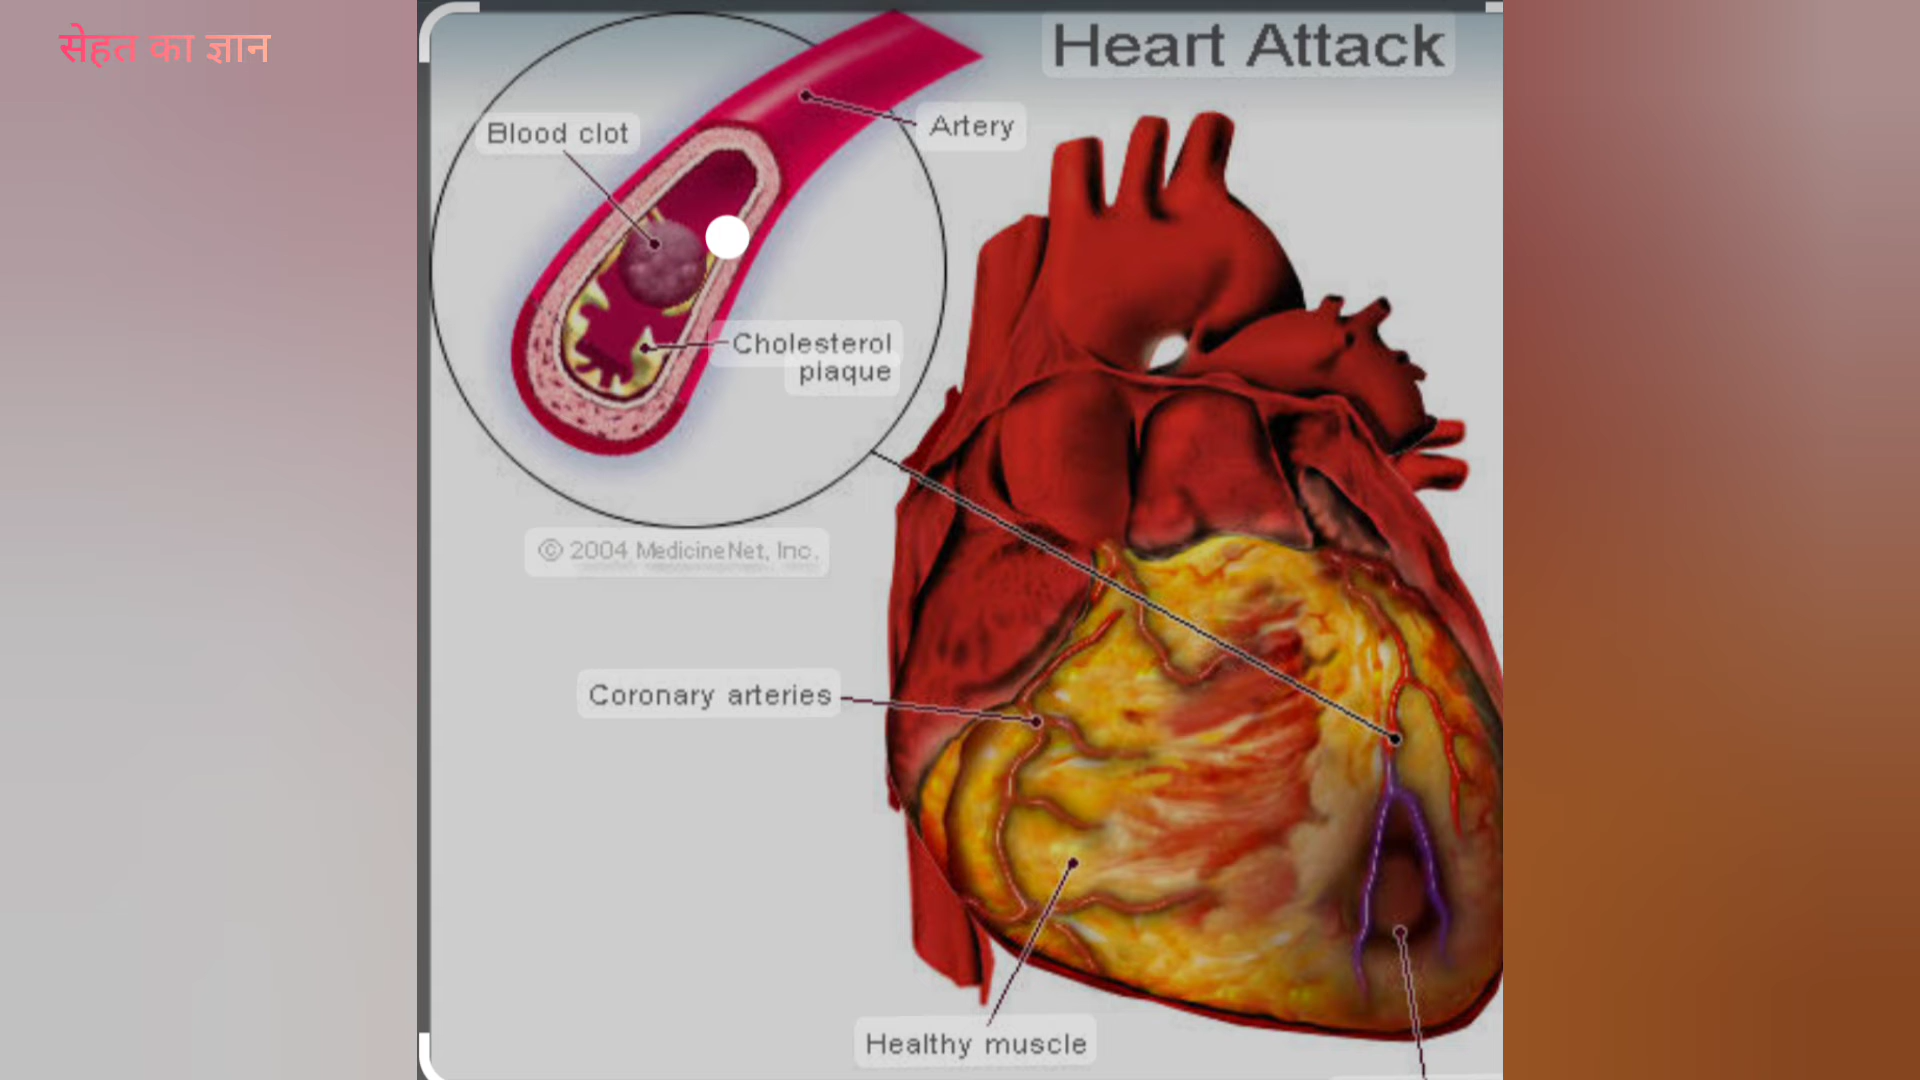 सेहत का ज्ञान
Heart Attack
Blood clot
Artery
Cholesterol
plaque
© 2004 MedicineNet, Inc.
Coronary arteries
Healthy muscle